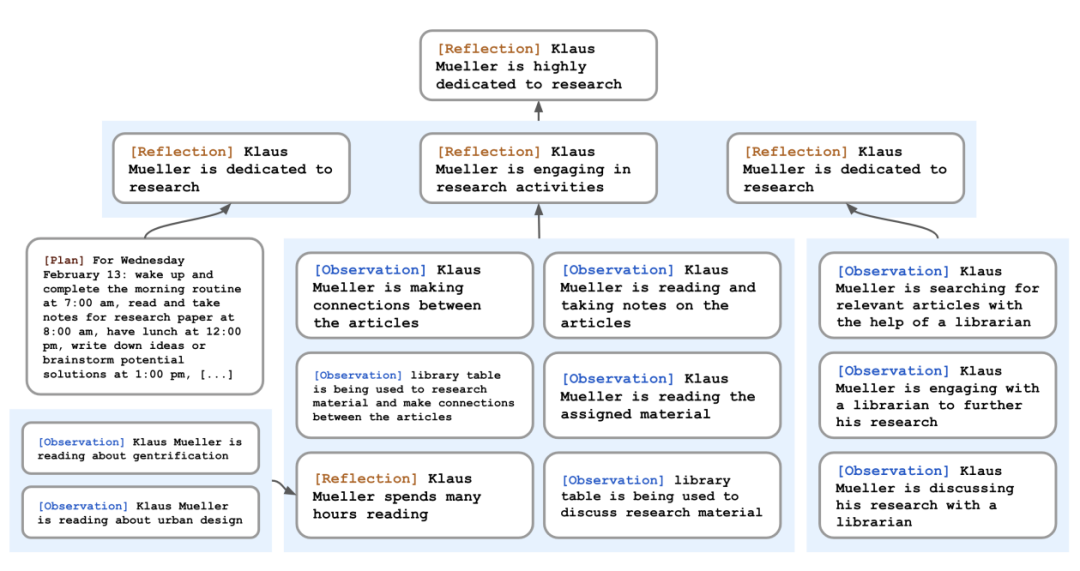 [Reflection] Klaus
Mueller is highly
dedicated to research
[Reflection] Klaus
Mueller is dedicated to
research
[Reflection] Klaus
Mueller is engaging in
research activities
[Reflection] Klaus
Mueller is dedicated to
research
[Plan] For Wednesday
February 13: wake up and
complete the morning routine
at 7:00 am, read and take
notes for research paper at
8:00 am, have lunch at 12:00
pm, write down ideas or
brainstorm potential
solutions at 1:00 pm, [...]
[Observation] Klaus Mueller is
reading about gentrification
[Observation] Klaus Mueller
is reading about urban design
[Observation] Klaus
Mueller is making
connections between
the articles
[Observation] Klaus
Mueller is reading and
taking notes on the
articles
[Observation] library table
is being used to research
material and make connections
between the articles
[Observation] Klaus
Mueller is reading the
assigned material
[Reflection] Klaus
Mueller spends many
hours reading
[Observation] library
table is being used to
discuss research material
[Observation] Klaus
Mueller is searching for
relevant articles with
the help of a librarian
[Observation] Klaus
Mueller is engaging with
a librarian to further
his research
[Observation] Klaus
Mueller is discussing
his research with a
librarian